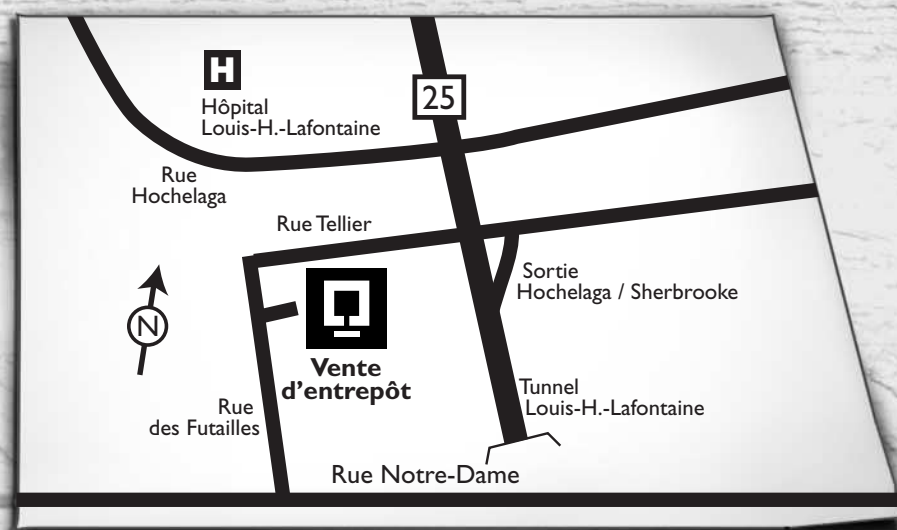 H
Hôpital
Louis-H.-Lafontaine
25
Rue
Hochelaga
Rue Tellier
Sortie
Hochelaga / Sherbrooke
N
Vente
d'entrepôt
Rue
des Futailles
Tunnel
Louis-H.-Lafontaine
Rue Notre-Dame